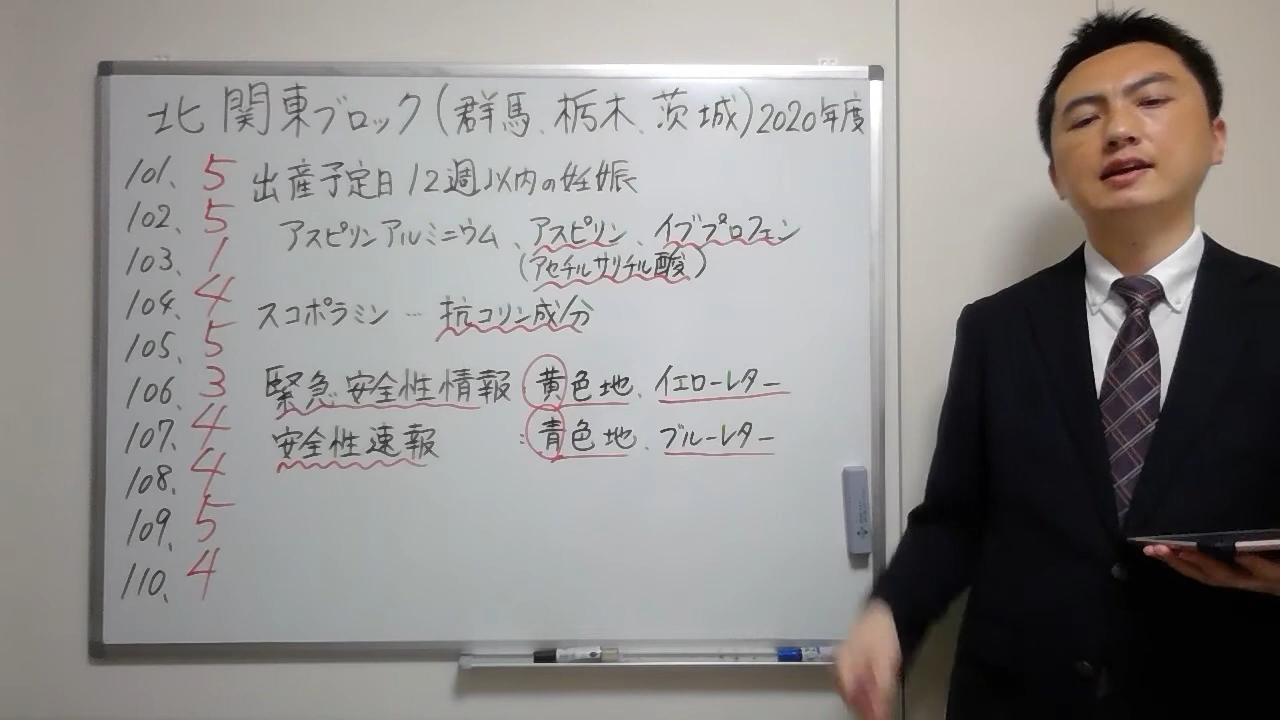 北関東ブロック(群馬、栃木、茨城)2020年度
101、5 出産予定日12週以内の妊娠
102、5 アスピリンアルミニウム、アスピリン、イブプロフェン
103、1 (アセチルサリチル酸)
104、4 スコポラミン…抗コリン成分
105、5
106、3 緊急安全性情報 黄色地、イエローレター
107、4 安全性速報 :青色地、ブルーレター
108、4
109、5
110、4